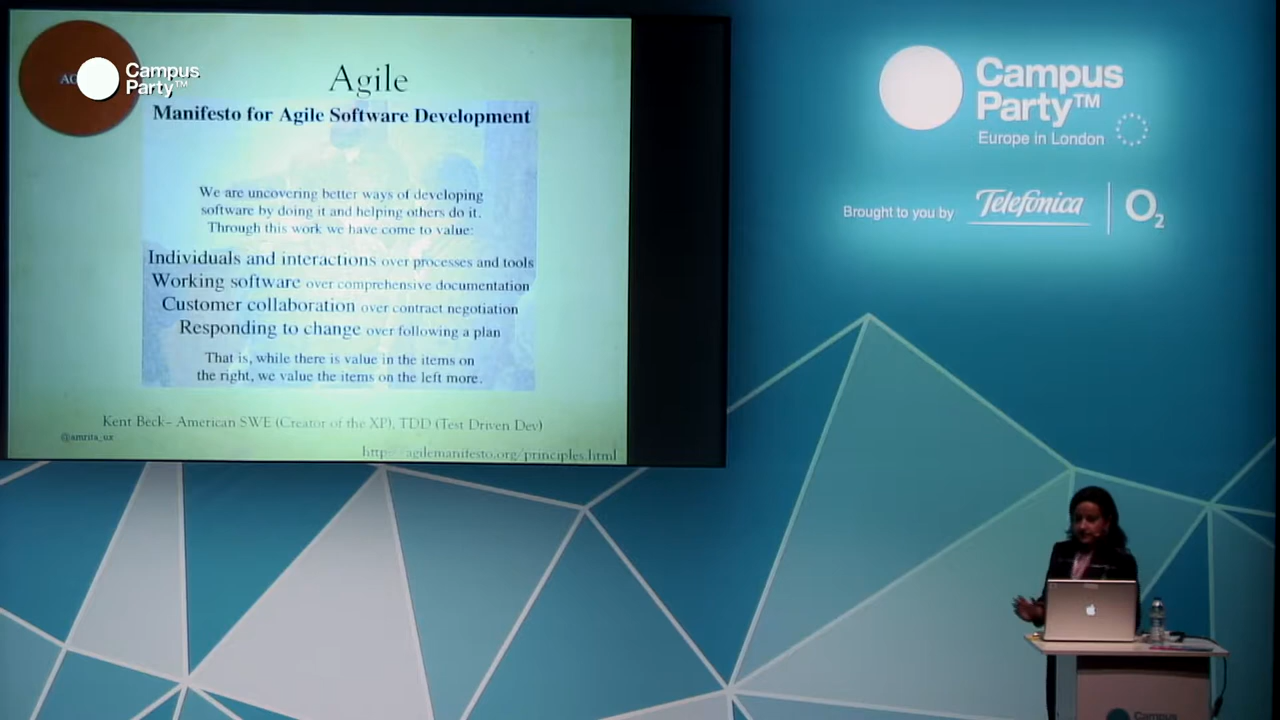 Agile
Manifesto for Agile Software Development
We are uncovering better ways of developing
software by doing it and helping others do it.
Through this work we have come to value:
Individuals and interactions over processes and tools
Working software over comprehensive documentation
Customer collaboration over contract negotiation
Responding to change over following a plan
That is, while there is value in the items on
the right, we value the items on the left more.
Kent Beck– American SWE (Creator of the XP), TDD (Test Driven Dev)
@amrita_ux
http://agilemanifesto.org/principles.html
Campus
Party™
Campus
Party™
Europe in London
Brought to you by Telefónica O2
Campus